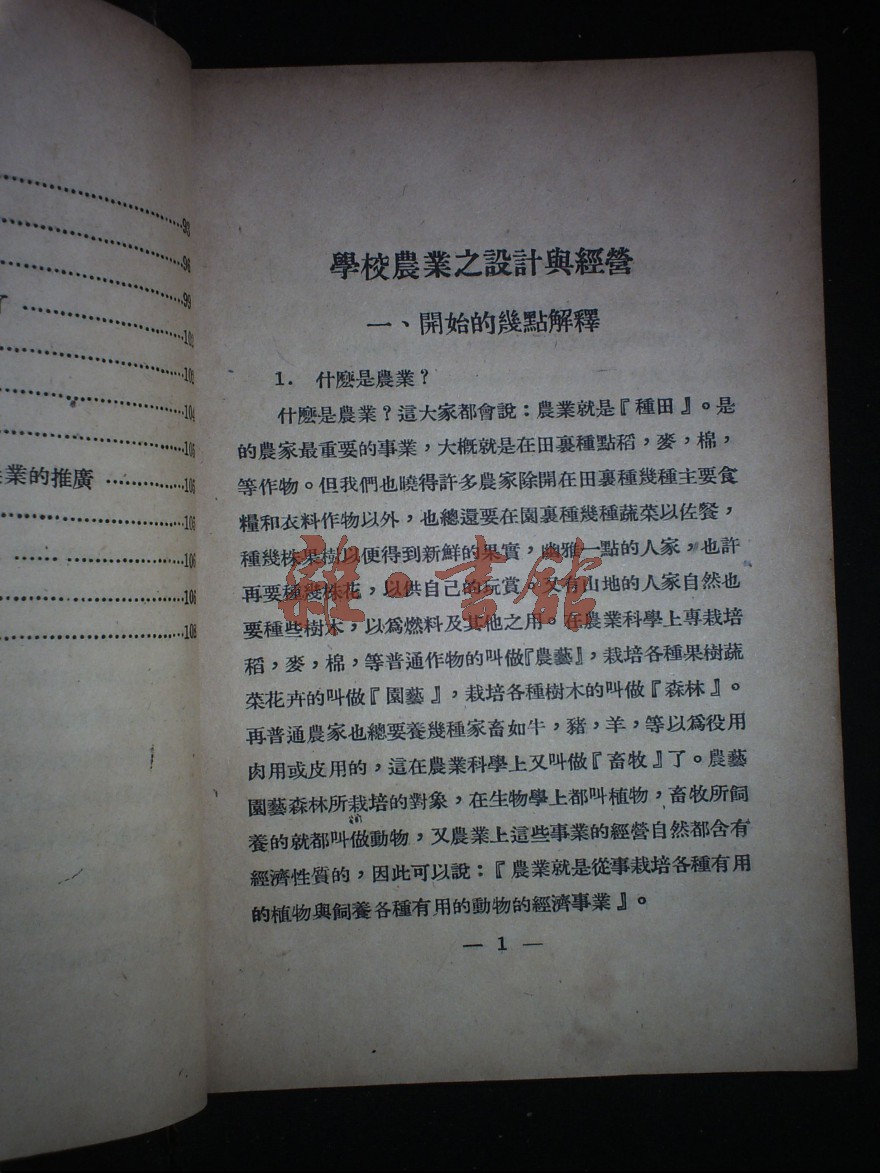 93
96
99
了 101
103
104
105
業的推廣 106
106
106
108
108
學校農業之設計與經營
一、開始的幾點解釋
1. 什麽是農業？
什麽是農業？這大家都會說：農業就是『種田』。是
的農家最重要的事業，大概就是在田裏種點稻，麥，棉，
等作物。但我們也曉得許多農家除開在田裏種幾種主要食
糧和衣料作物以外，也總還要在園裏種幾種蔬菜以佐餐，
種幾株果樹以便得到新鮮的果實，幽雅一點的人家，也許
再要種幾株花，以供自己的玩賞。又有山地的人家自然也
要種些樹木，以爲燃料及其他之用。在農業科學上專栽培
稻，麥，棉，等普通作物的叫做『農藝』，栽培各種果樹蔬
菜花卉的叫做『園藝』，栽培各種樹木的叫做『森林』。
再普通農家也總要養幾種家畜如牛，豬，羊，等以爲役用
肉用或皮用的，這在農業科學上又叫做『畜牧』了。農藝
園藝森林所栽培的對象，在生物學上都叫植物，畜牧所飼
養的就都叫做動物，又農業上這些事業的經營自然都含有
經濟性質的，因此可以說：『農業就是從事栽培各種有用
的植物與飼養各種有用的動物的經濟事業』。
— 1 —
雜·書館